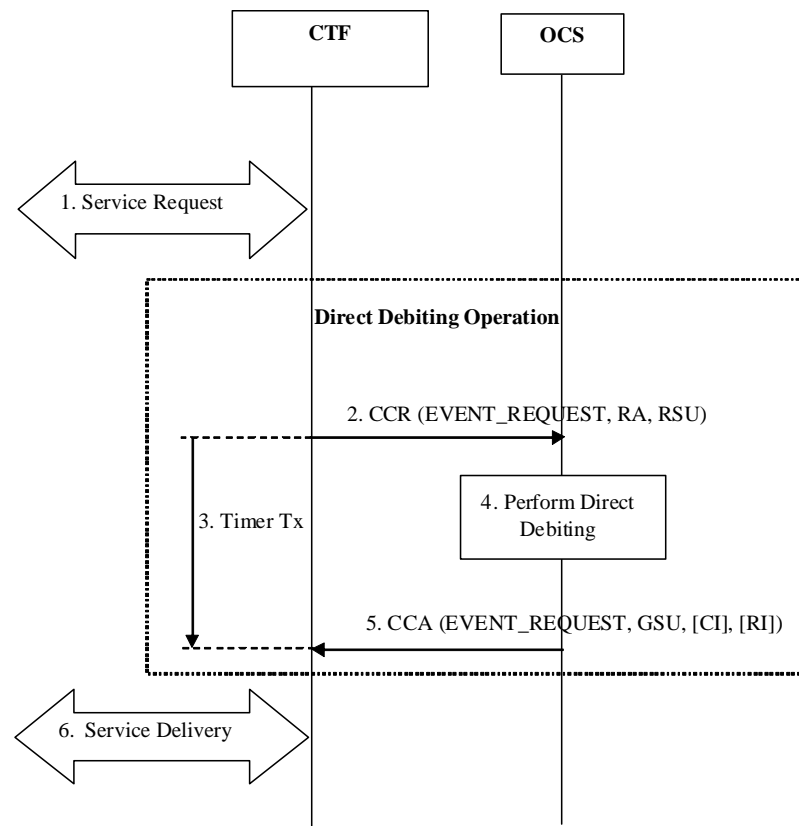 CTF
OCS
1. Service Request
Direct Debiting Operation
2. CCR (EVENT_REQUEST, RA, RSU)
3. Timer Tx
4. Perform Direct
Debiting
5. CCA (EVENT_REQUEST, GSU, [CI], [RI])
6. Service Delivery